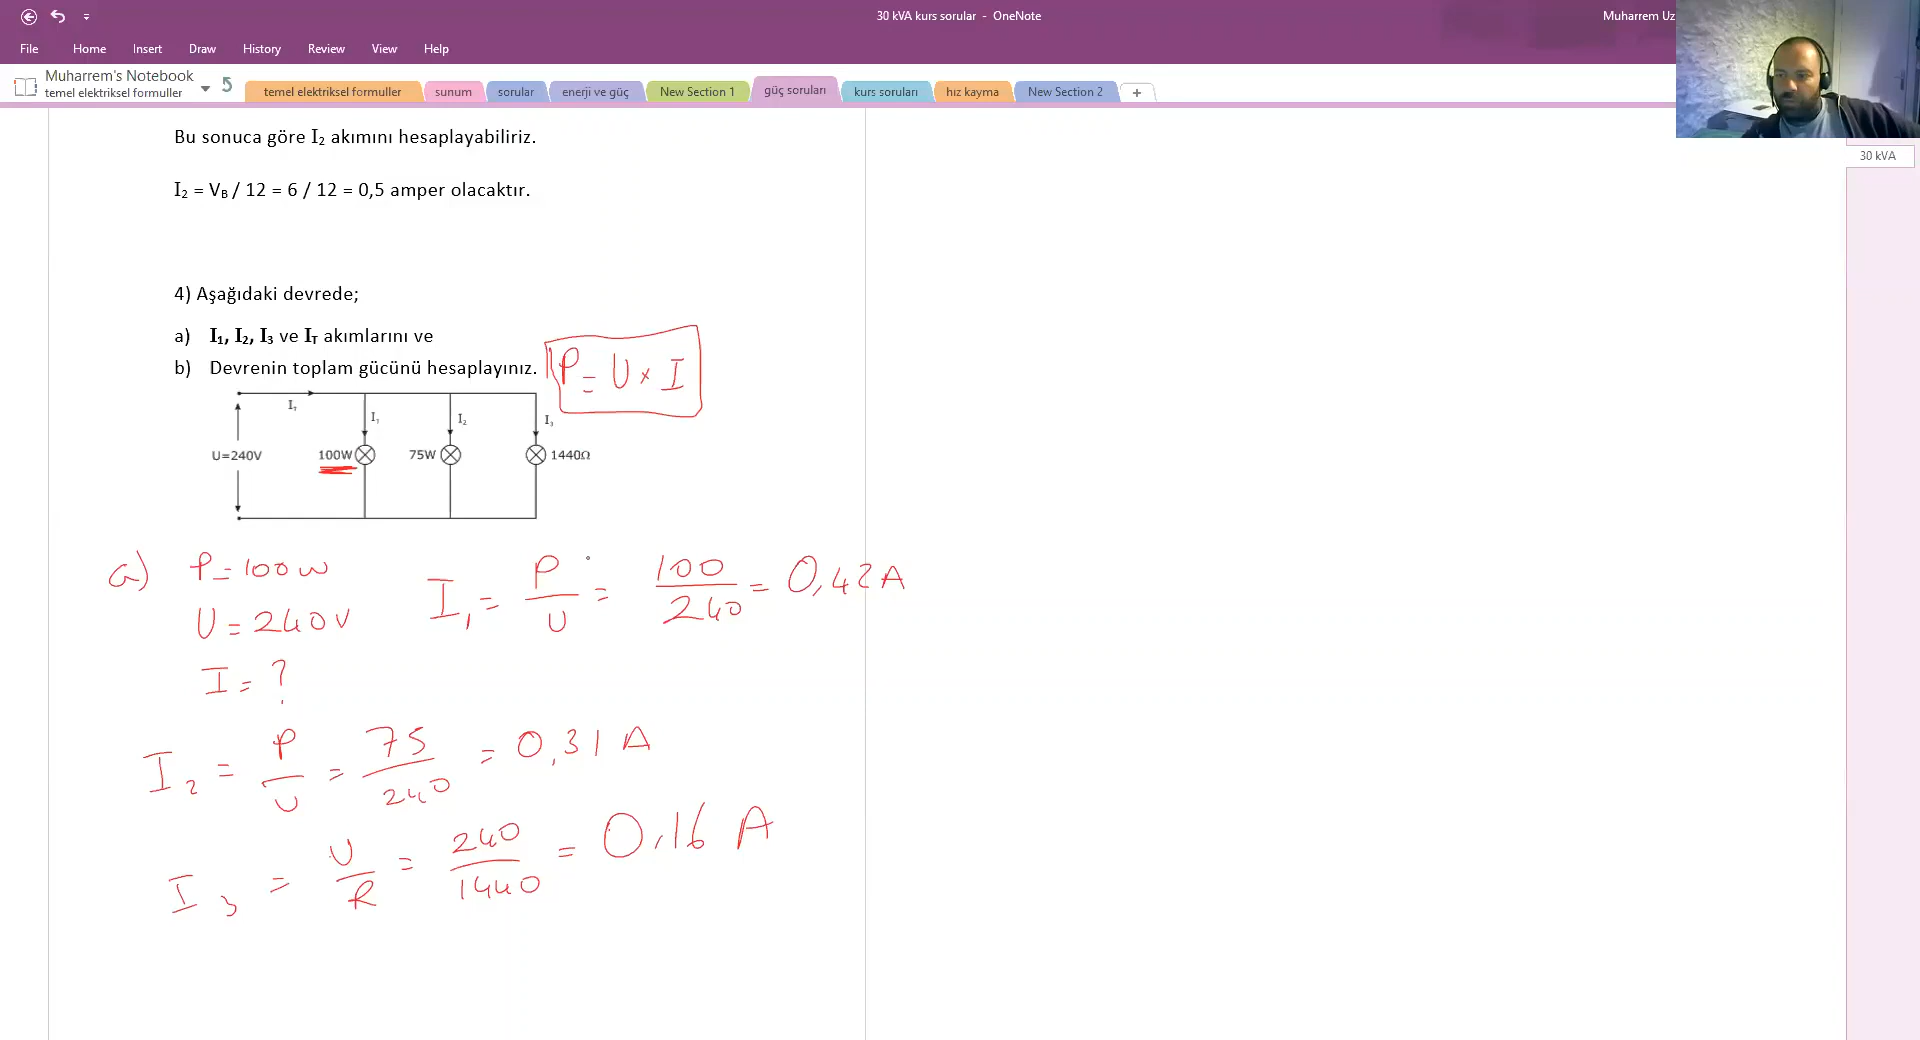 30 kVA kurs sorular - OneNote
Muharrem Uz
File Home Insert Draw History Review View Help
Muharrem's Notebook
temel elektriksel formuller
temel elektriksel formuller sunum sorular enerji ve güç New Section 1 güç soruları kurs soruları hız kayma New Section 2 +
30 kVA
Bu sonuca göre I₂ akımını hesaplayabiliriz.
I₂ = V_B / 12 = 6 / 12 = 0,5 amper olacaktır.
4) Aşağıdaki devrede;
a) I₁, I₂, I₃ ve I_T akımlarını ve
b) Devrenin toplam gücünü hesaplayınız.
P = U × I
I_T I₁ I₂ I₃
U=240V 100W 75W 1440Ω
a) P = 100 W
U = 240 V
I = ?
I₁ = P/U = 100/240 = 0,42 A
I₂ = P/U = 75/240 = 0,31 A
I₃ = U/R = 240/1440 = 0,16 A